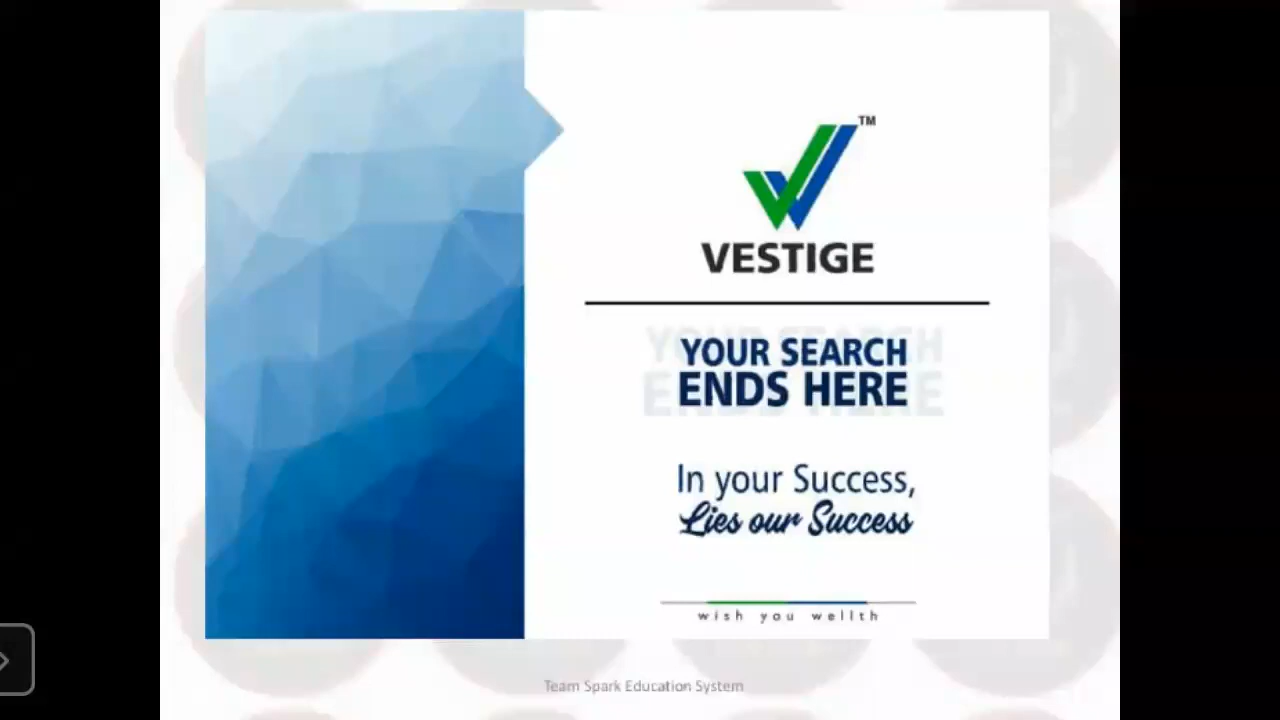 TM
VESTIGE
YOUR SEARCH
ENDS HERE
In your Success,
Lies our Success
wish you wellth
Team Spark Education System